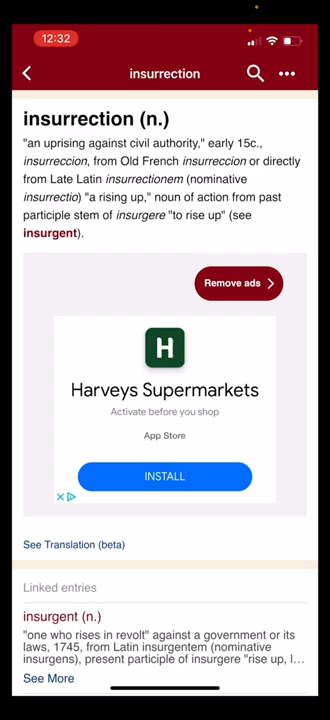 12:32
insurrection
insurrection (n.)
"an uprising against civil authority," early 15c.,
insurreccion, from Old French insurreccion or directly
from Late Latin insurrectionem (nominative
insurrectio) "a rising up," noun of action from past
participle stem of insurgere "to rise up" (see
insurgent).
Remove ads
H
Harveys Supermarkets
Activate before you shop
App Store
INSTALL
See Translation (beta)
Linked entries
insurgent (n.)
"one who rises in revolt" against a government or its
laws, 1745, from Latin insurgentem (nominative
insurgens), present participle of insurgere "rise up, I...
See More